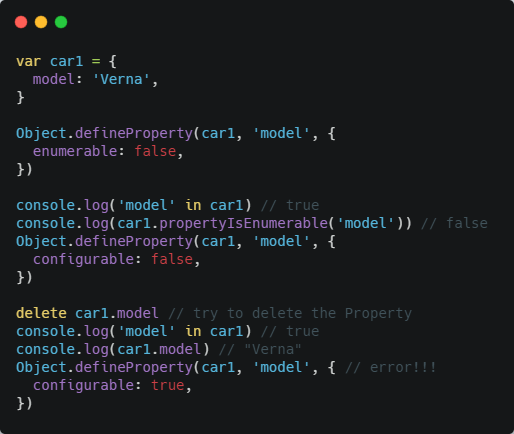 var car1 = {
  model: 'Verna',
}

Object.defineProperty(car1, 'model', {
  enumerable: false,
})

console.log('model' in car1) // true
console.log(car1.propertyIsEnumerable('model')) // false
Object.defineProperty(car1, 'model', {
  configurable: false,
})

delete car1.model // try to delete the Property
console.log('model' in car1) // true
console.log(car1.model) // "Verna"
Object.defineProperty(car1, 'model', { // error!!!
  configurable: true,
})